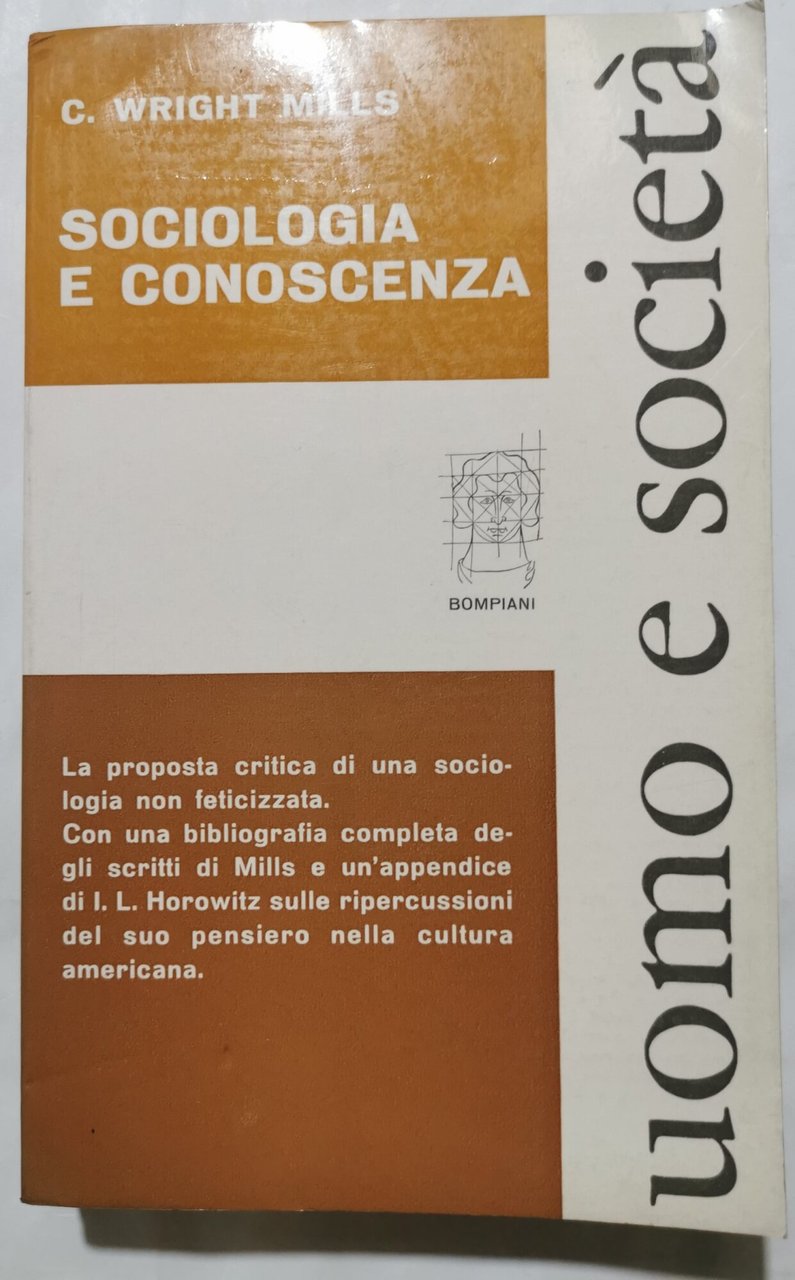 C. WRIGHT MILLS
SOCIOLOGIA
E CONOSCENZA
BOMPIANI
La proposta critica di una socio-
logia non feticizzata.
Con una bibliografia completa de-
gli scritti di Mills e un'appendice
di I. L. Horowitz sulle ripercussioni
del suo pensiero nella cultura
americana.
uomo e società